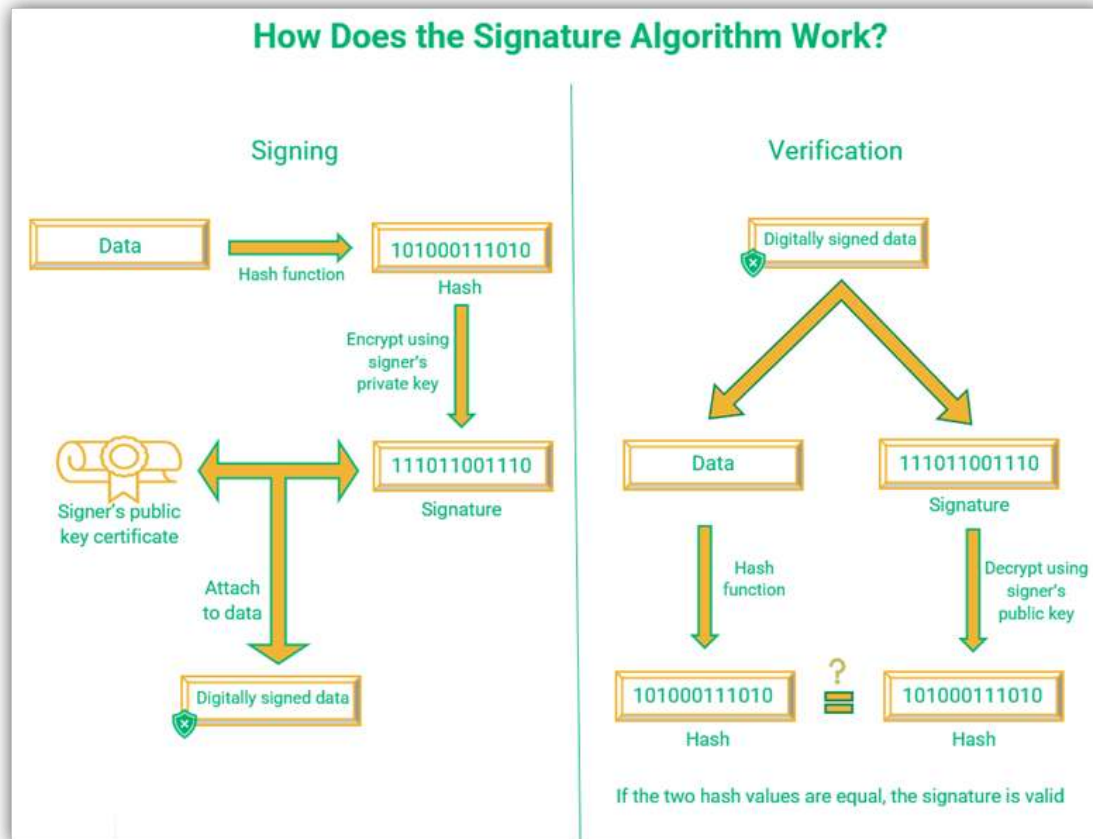 How Does the Signature Algorithm Work?
Signing
Data
Hash function
101000111010
Hash
Encrypt using
signer's
private key
111011001110
Signature
Signer's public
key certificate
Attach
to data
Digitally signed data
Verification
Digitally signed data
Data
111011001110
Signature
Hash
function
Decrypt using
signer's
public key
101000111010
Hash
?
=
101000111010
Hash
If the two hash values are equal, the signature is valid